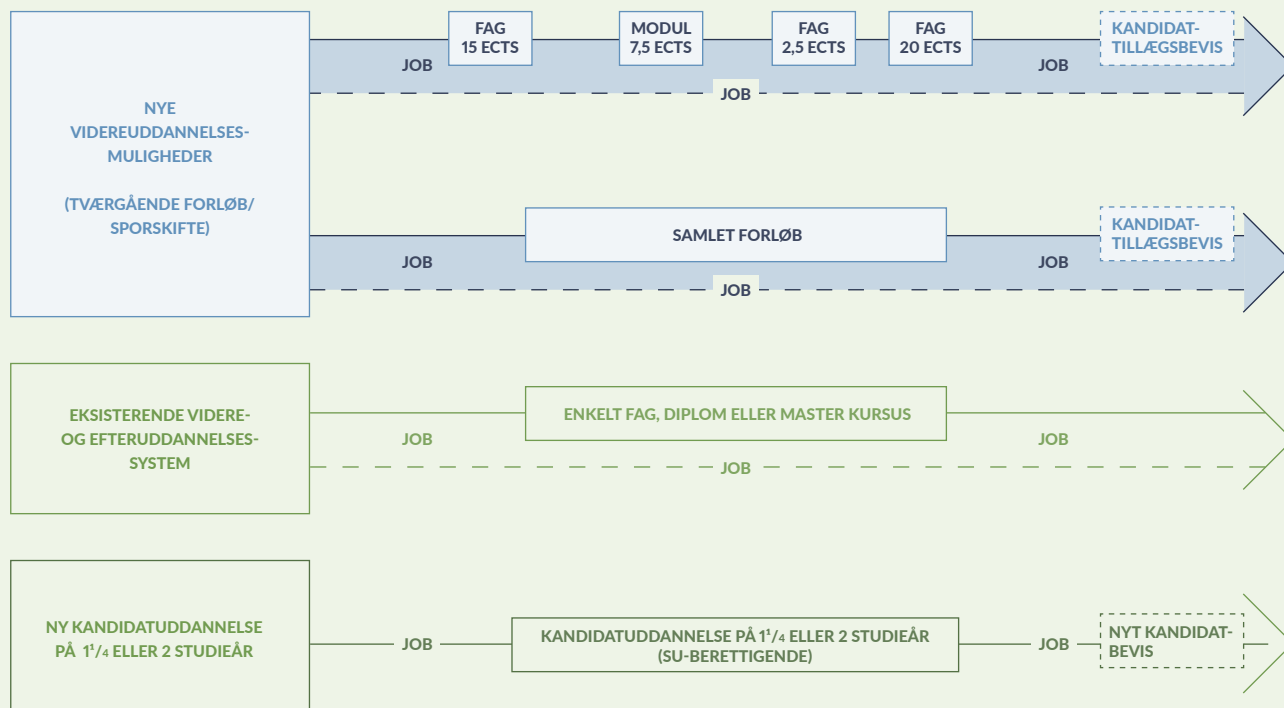 NYE
VIDEREUDDANNELSES-
MULIGHEDER
(TVÆRGÅENDE FORLØB/
SPORSKIFTE)
FAG
15 ECTS
MODUL
7,5 ECTS
FAG
2,5 ECTS
FAG
20 ECTS
KANDIDAT-
TILLÆGSBEVIS
JOB
JOB
JOB
SAMLET FORLØB
KANDIDAT-
TILLÆGSBEVIS
JOB
JOB
JOB
EKSISTERENDE VIDERE-
OG EFTERUDDANNELSES-
SYSTEM
ENKELT FAG, DIPLOM ELLER MASTER KURSUS
JOB
JOB
JOB
NY KANDIDATUDDANNELSE
PÅ 1¹/₄ ELLER 2 STUDIEÅR
JOB
KANDIDATUDDANNELSE PÅ 1¹/₄ ELLER 2 STUDIEÅR
(SU-BERETTIGENDE)
JOB
NYT KANDIDAT-
BEVIS